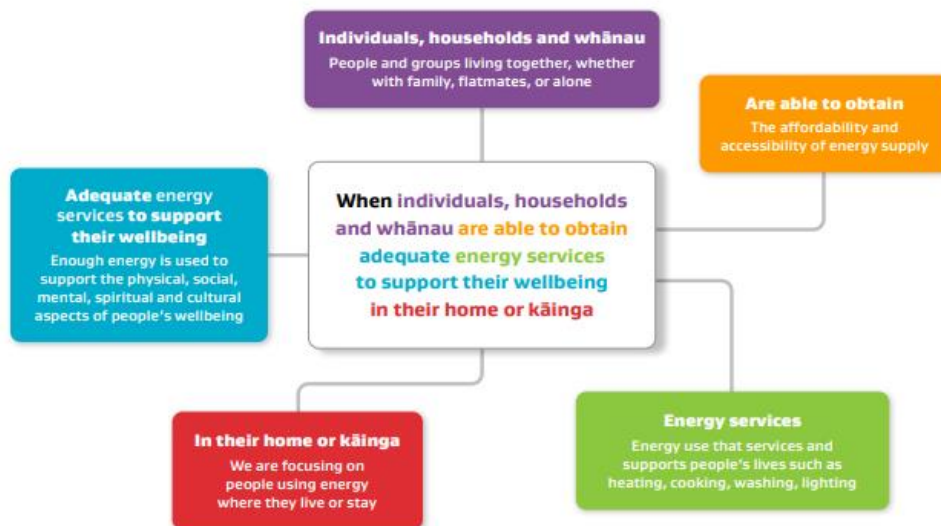 Individuals, households and whānau
People and groups living together, whether
with family, flatmates, or alone
Are able to obtain
The affordability and
accessibility of energy supply
Adequate energy
services to support
their wellbeing
Enough energy is used to
support the physical, social,
mental, spiritual and cultural
aspects of people's wellbeing
When individuals, households
and whānau are able to obtain
adequate energy services
to support their wellbeing
in their home or kāinga
In their home or kāinga
We are focusing on
people using energy
where they live or stay
Energy services
Energy use that services and
supports people's lives such as
heating, cooking, washing, lighting